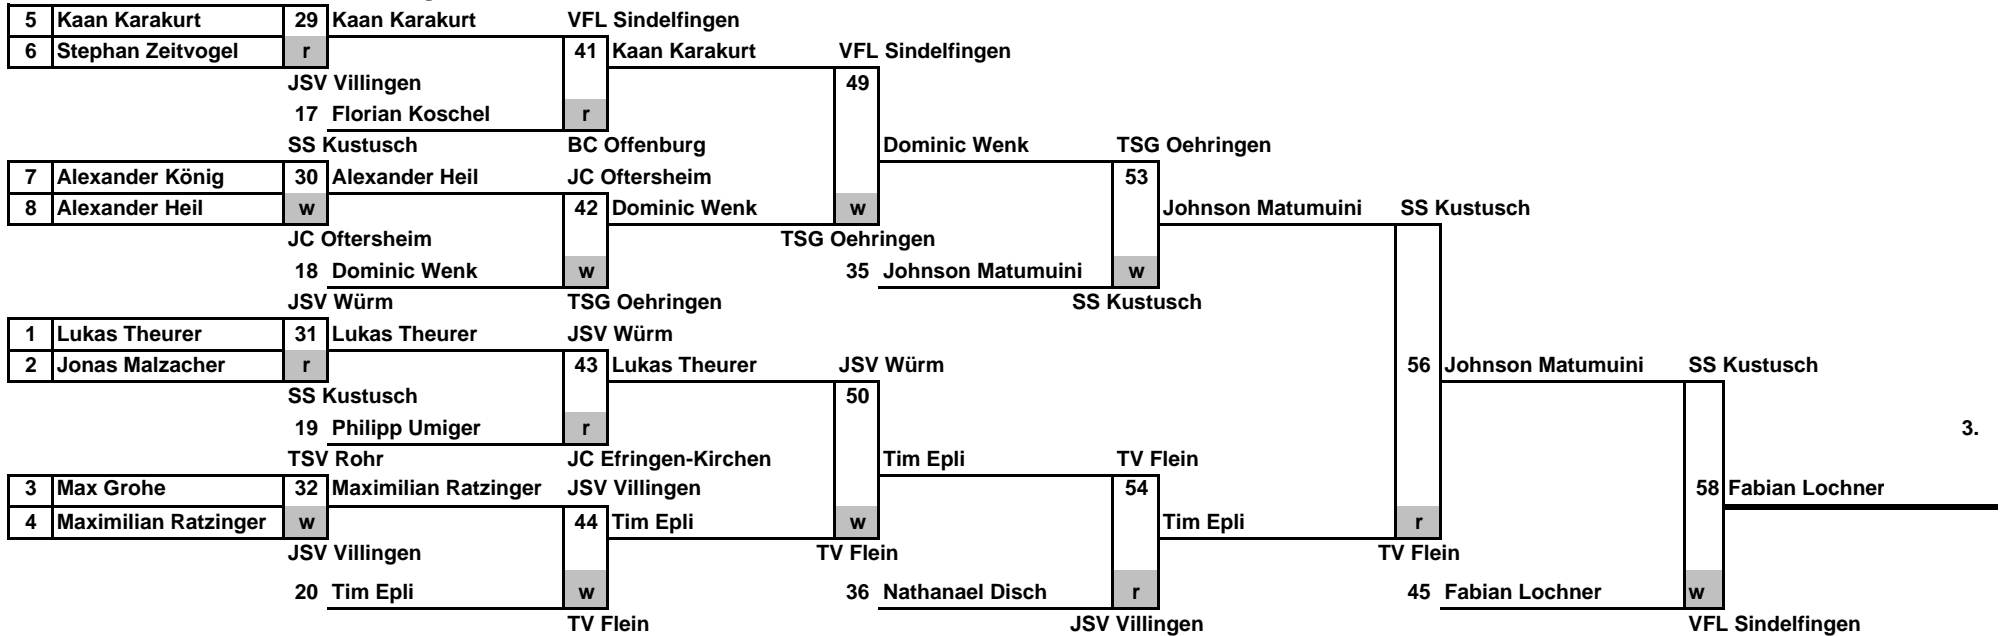 5 Kaan Karakurt 29 Kaan Karakurt VFL Sindelfingen
6 Stephan Zeitvogel r 41 Kaan Karakurt VFL Sindelfingen
JSV Villingen 49
17 Florian Koschel r
SS Kustusch BC Offenburg Dominic Wenk TSG Oehringen
7 Alexander König 30 Alexander Heil JC Oftersheim 53
8 Alexander Heil w 42 Dominic Wenk w Johnson Matumuini SS Kustusch
JC Oftersheim TSG Oehringen
18 Dominic Wenk w 35 Johnson Matumuini w
JSV Würm TSG Oehringen SS Kustusch
1 Lukas Theurer 31 Lukas Theurer JSV Würm
2 Jonas Malzacher r 43 Lukas Theurer JSV Würm 56 Johnson Matumuini SS Kustusch
SS Kustusch 50
19 Philipp Umiger r 3.
TSV Rohr JC Efringen-Kirchen Tim Epli TV Flein
3 Max Grohe 32 Maximilian Ratzinger JSV Villingen 54 58 Fabian Lochner
4 Maximilian Ratzinger w 44 Tim Epli w Tim Epli r
JSV Villingen TV Flein TV Flein
20 Tim Epli w 36 Nathanael Disch r 45 Fabian Lochner w
TV Flein JSV Villingen VFL Sindelfingen